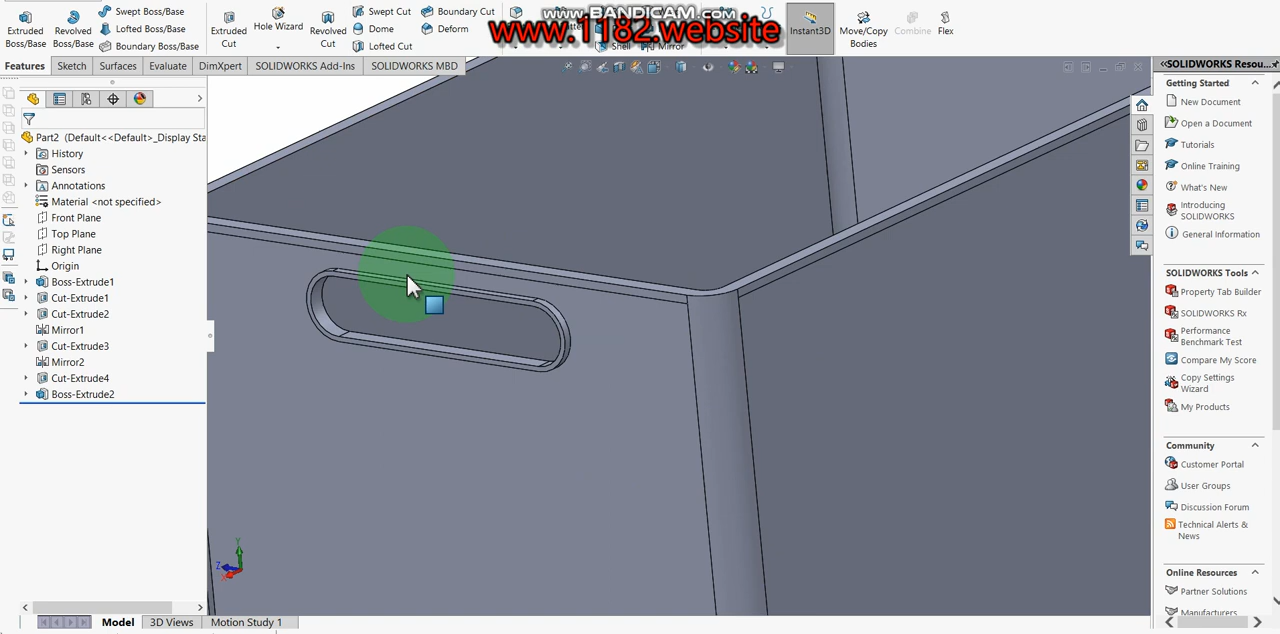 www.BANDICAM.com
www.1182.website
Extruded Boss/Base
Revolved Boss/Base
Swept Boss/Base
Lofted Boss/Base
Boundary Boss/Base
Extruded Cut
Hole Wizard
Revolved Cut
Swept Cut
Dome
Lofted Cut
Boundary Cut
Deform
Shell
Mirror
Instant3D
Move/Copy Bodies
Combine
Flex
Features
Sketch
Surfaces
Evaluate
DimXpert
SOLIDWORKS Add-Ins
SOLIDWORKS MBD
Part2 (Default<<Default>_Display Sta
History
Sensors
Annotations
Material <not specified>
Front Plane
Top Plane
Right Plane
Origin
Boss-Extrude1
Cut-Extrude1
Cut-Extrude2
Mirror1
Cut-Extrude3
Mirror2
Cut-Extrude4
Boss-Extrude2
Y
Z
X
Model
3D Views
Motion Study 1
SOLIDWORKS Resou...
Getting Started
New Document
Open a Document
Tutorials
Online Training
What's New
Introducing
SOLIDWORKS
General Information
SOLIDWORKS Tools
Property Tab Builder
SOLIDWORKS Rx
Performance
Benchmark Test
Compare My Score
Copy Settings
Wizard
My Products
Community
Customer Portal
User Groups
Discussion Forum
Technical Alerts &
News
Online Resources
Partner Solutions
Manufacturers